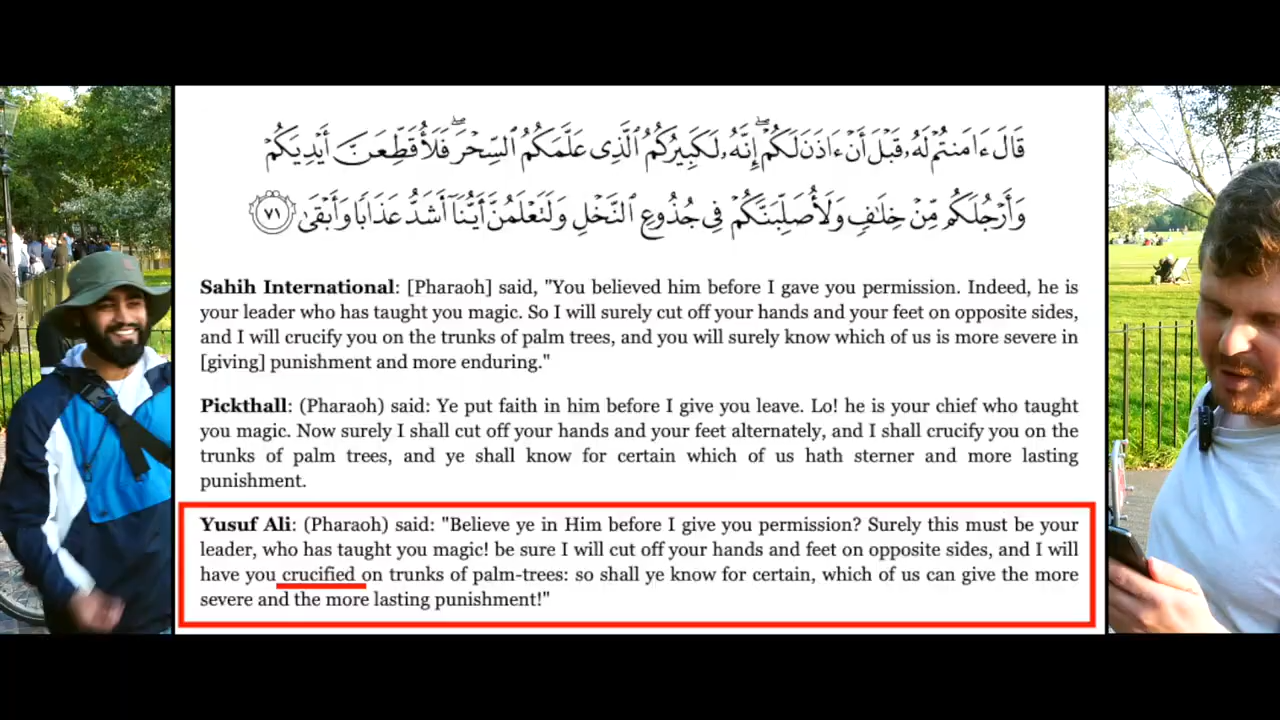 قَالَ ءَامَنتُمْ لَهُۥ قَبْلَ أَنْ ءَاذَنَ لَكُمْ ۖ إِنَّهُۥ لَكَبِيرُكُمُ ٱلَّذِى عَلَّمَكُمُ ٱلسِّحْرَ ۖ فَلَأُقَطِّعَنَّ أَيْدِيَكُمْ
وَأَرْجُلَكُم مِّنْ خِلَٰفٍ وَلَأُصَلِّبَنَّكُمْ فِى جُذُوعِ ٱلنَّخْلِ وَلَتَعْلَمُنَّ أَيُّنَآ أَشَدُّ عَذَابًا وَأَبْقَىٰ ٧١
Sahih International: [Pharaoh] said, "You believed him before I gave you permission. Indeed, he is
your leader who has taught you magic. So I will surely cut off your hands and your feet on opposite sides,
and I will crucify you on the trunks of palm trees, and you will surely know which of us is more severe in
[giving] punishment and more enduring."
Pickthall: (Pharaoh) said: Ye put faith in him before I give you leave. Lo! he is your chief who taught
you magic. Now surely I shall cut off your hands and your feet alternately, and I shall crucify you on the
trunks of palm trees, and ye shall know for certain which of us hath sterner and more lasting
punishment.
Yusuf Ali: (Pharaoh) said: "Believe ye in Him before I give you permission? Surely this must be your
leader, who has taught you magic! be sure I will cut off your hands and feet on opposite sides, and I will
have you crucified on trunks of palm-trees: so shall ye know for certain, which of us can give the more
severe and the more lasting punishment!"